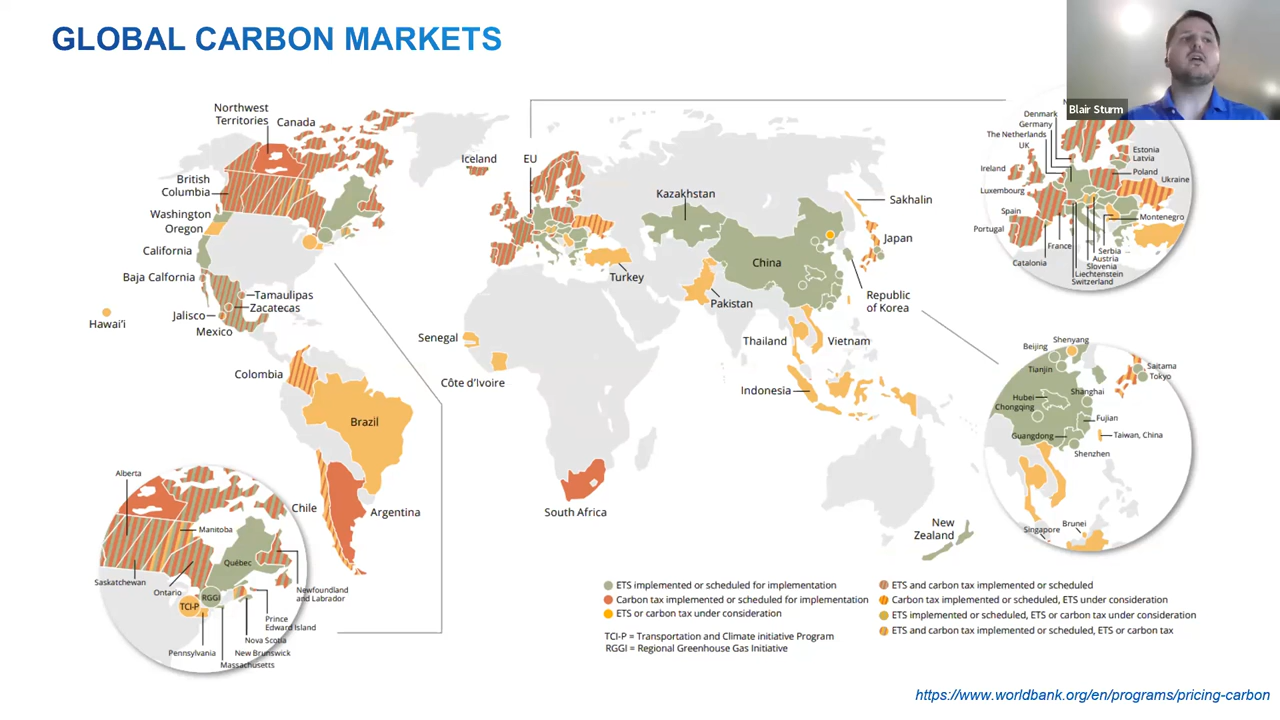 GLOBAL CARBON MARKETS
Blair Sturm
Northwest
Territories
Canada
British
Columbia
Washington
Oregon
California
Baja Calfornia
Hawai'i
Tamaulipas
Zacatecas
Jalisco
Mexico
Colombia
Brazil
Chile
Argentina
Iceland
EU
Kazakhstan
Sakhalin
Japan
China
Turkey
Pakistan
Republic
of Korea
Senegal
Côte d'Ivoire
Thailand
Vietnam
Indonesia
South Africa
New
Zealand
Denmark
Germany
The Netherlands
UK
Ireland
Luxembourg
Spain
Portugal
Catalonia
France
Estonia
Latvia
Poland
Ukraine
Montenegro
Serbia
Austria
Slovenia
Liechtenstein
Switzerland
Shenyang
Beijing
Tianjin
Saitama
Tokyo
Shanghai
Hubei
Chongqing
Fujian
Guangdong
Taiwan, China
Shenzhen
Singapore
Brunei
Alberta
Manitoba
Québec
Saskatchewan
Ontario
RGGI
TCI-P
Newfoundland
and Labrador
Prince
Edward Island
Nova Scotia
Pennsylvania
New Brunswick
Massachusetts
ETS implemented or scheduled for implementation
Carbon tax implemented or scheduled for implementation
ETS or carbon tax under consideration
TCI-P = Transportation and Climate initiative Program
RGGI = Regional Greenhouse Gas Initiative
ETS and carbon tax implemented or scheduled
Carbon tax implemented or scheduled, ETS under consideration
ETS implemented or scheduled, ETS or carbon tax under consideration
ETS and carbon tax implemented or scheduled, ETS or carbon tax
https://www.worldbank.org/en/programs/pricing-carbon